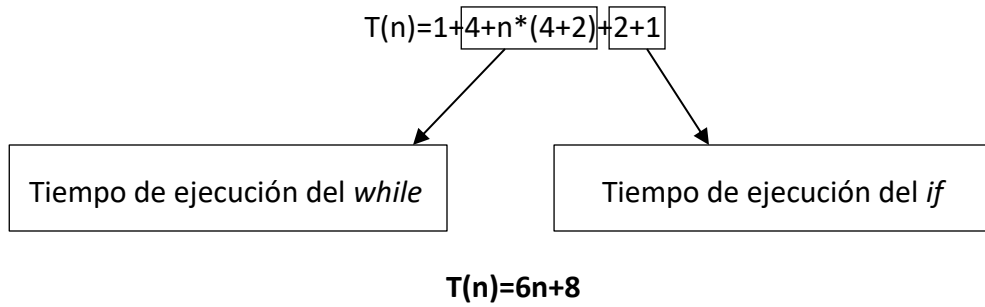 T(n)=1+4+n*(4+2)+2+1
Tiempo de ejecución del while
Tiempo de ejecución del if
T(n)=6n+8